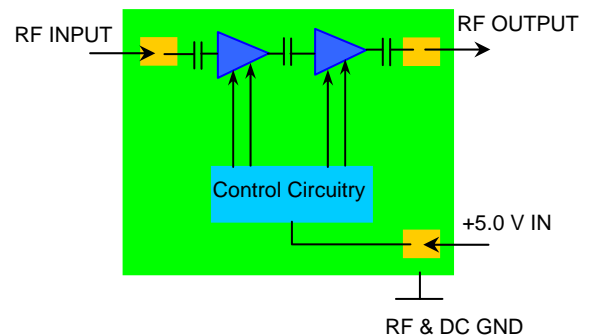 RF INPUT
RF OUTPUT
Control Circuitry
+5.0 V IN
RF & DC GND